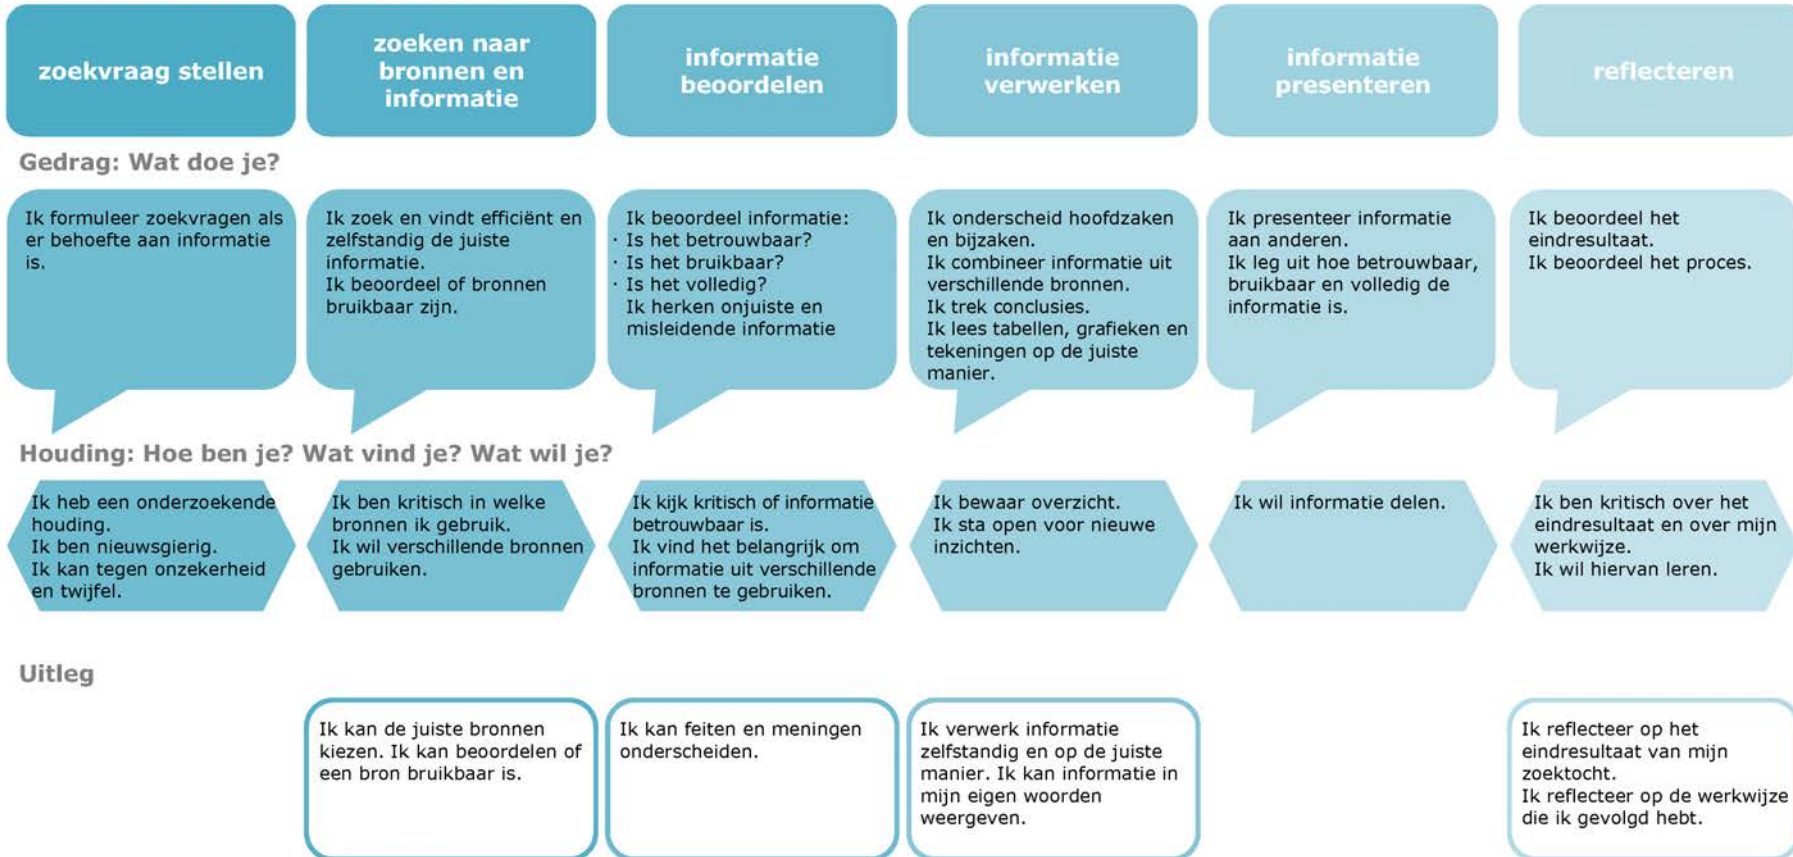 zoekvraag stellen
zoeken naar
bronnen en
informatie
informatie
beoordelen
informatie
verwerken
informatie
presenteren
reflecteren
Gedrag: Wat doe je?
Ik formuleer zoekvragen als
er behoefte aan informatie
is.
Ik zoek en vindt efficiënt en
zelfstandig de juiste
informatie.
Ik beoordeel of bronnen
bruikbaar zijn.
Ik beoordeel informatie:
· Is het betrouwbaar?
· Is het bruikbaar?
· Is het volledig?
Ik herken onjuiste en
misleidende informatie
Ik onderscheid hoofdzaken
en bijzaken.
Ik combineer informatie uit
verschillende bronnen.
Ik trek conclusies.
Ik lees tabellen, grafieken en
tekeningen op de juiste
manier.
Ik presenteer informatie
aan anderen.
Ik leg uit hoe betrouwbaar,
bruikbaar en volledig de
informatie is.
Ik beoordeel het
eindresultaat.
Ik beoordeel het proces.
Houding: Hoe ben je? Wat vind je? Wat wil je?
Ik heb een onderzoekende
houding.
Ik ben nieuwsgierig.
Ik kan tegen onzekerheid
en twijfel.
Ik ben kritisch in welke
bronnen ik gebruik.
Ik wil verschillende bronnen
gebruiken.
Ik kijk kritisch of informatie
betrouwbaar is.
Ik vind het belangrijk om
informatie uit verschillende
bronnen te gebruiken.
Ik bewaar overzicht.
Ik sta open voor nieuwe
inzichten.
Ik wil informatie delen.
Ik ben kritisch over het
eindresultaat en over mijn
werkwijze.
Ik wil hiervan leren.
Uitleg
Ik kan de juiste bronnen
kiezen. Ik kan beoordelen of
een bron bruikbaar is.
Ik kan feiten en meningen
onderscheiden.
Ik verwerk informatie
zelfstandig en op de juiste
manier. Ik kan informatie in
mijn eigen woorden
weergeven.
Ik reflecteer op het
eindresultaat van mijn
zoektocht.
Ik reflecteer op de werkwijze
die ik gevolgd hebt.